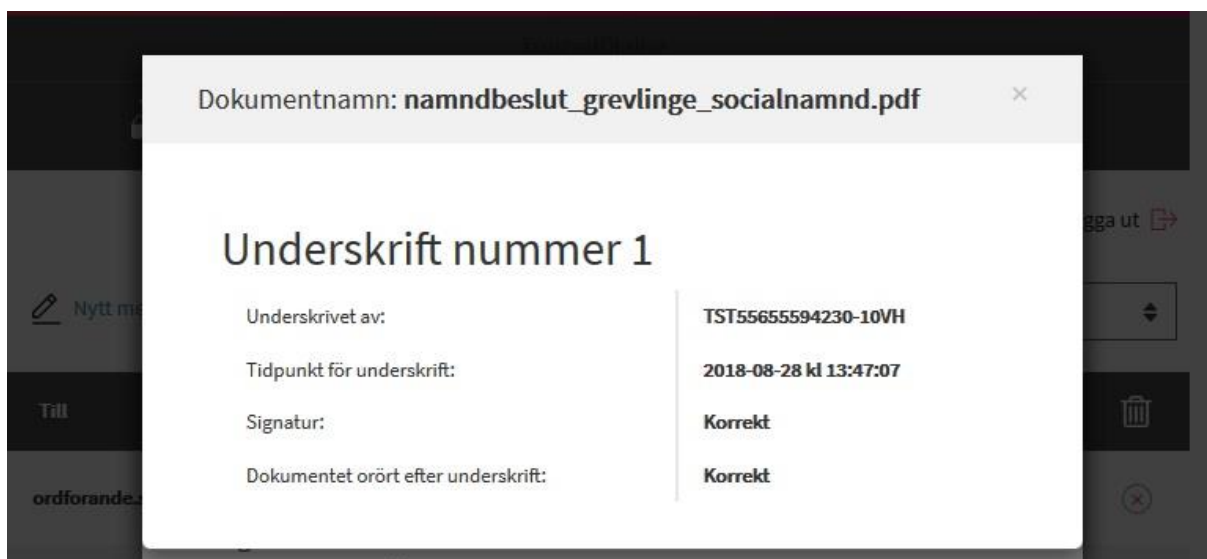 Dokumentnamn: namndbeslut_grevlinge_socialnamnd.pdf ×
gga ut
Underskrift nummer 1
Nytt me
Underskrivet av: TST55655594230-10VH
Tidpunkt för underskrift: 2018-08-28 kl 13:47:07
Till
Signatur: Korrekt
Dokumentet orört efter underskrift: Korrekt
ordforande.s